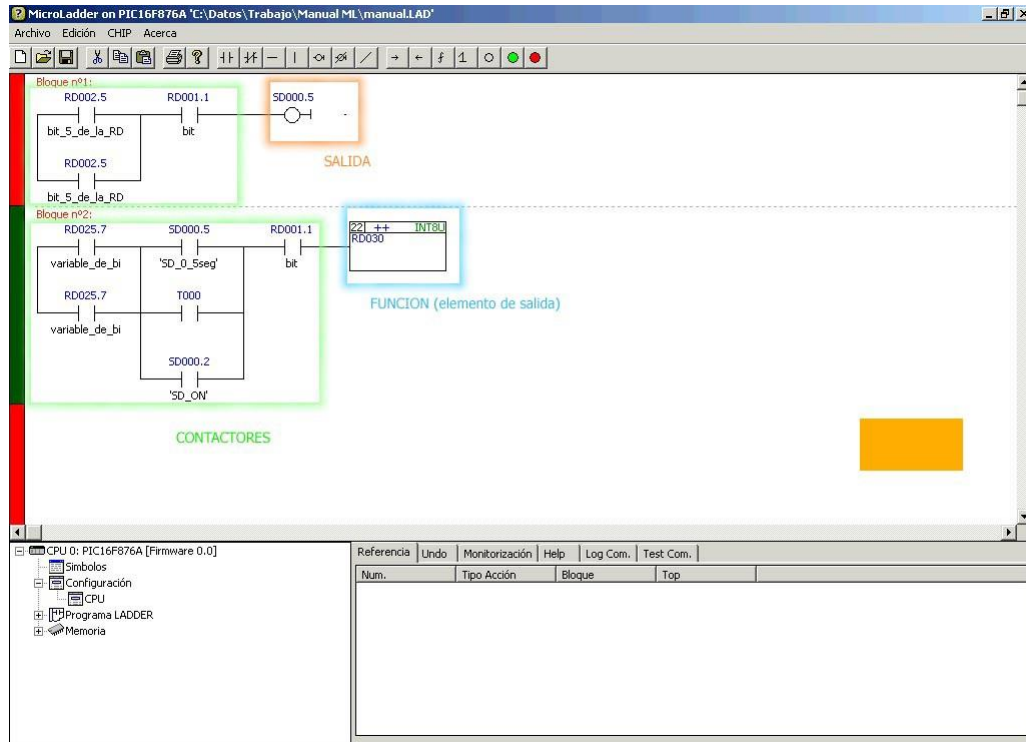 MicroLadder on PIC16F876A 'C:\Datos\Trabajo\Manual ML\manual.LAD'
Archivo Edición CHIP Acerca
Bloque nº1:
RD002.5 RD001.1 SD000.5
bit_5_de_la_RD bit
SALIDA
RD002.5
bit_5_de_la_RD
Bloque nº2:
RD025.7 SD000.5 RD001.1 22| ++ INT8U
RD030
variable_de_bi 'SD_0_5seg' bit
RD025.7 T000
FUNCION (elemento de salida)
variable_de_bi
SD000.2
'SD_ON'
CONTACTORES
CPU 0: PIC16F876A [Firmware 0.0]
Simbolos
Configuración
CPU
Programa LADDER
Memoria
Referencia Undo Monitorización Help Log Com. Test Com.
Num. Tipo Acción Bloque Top